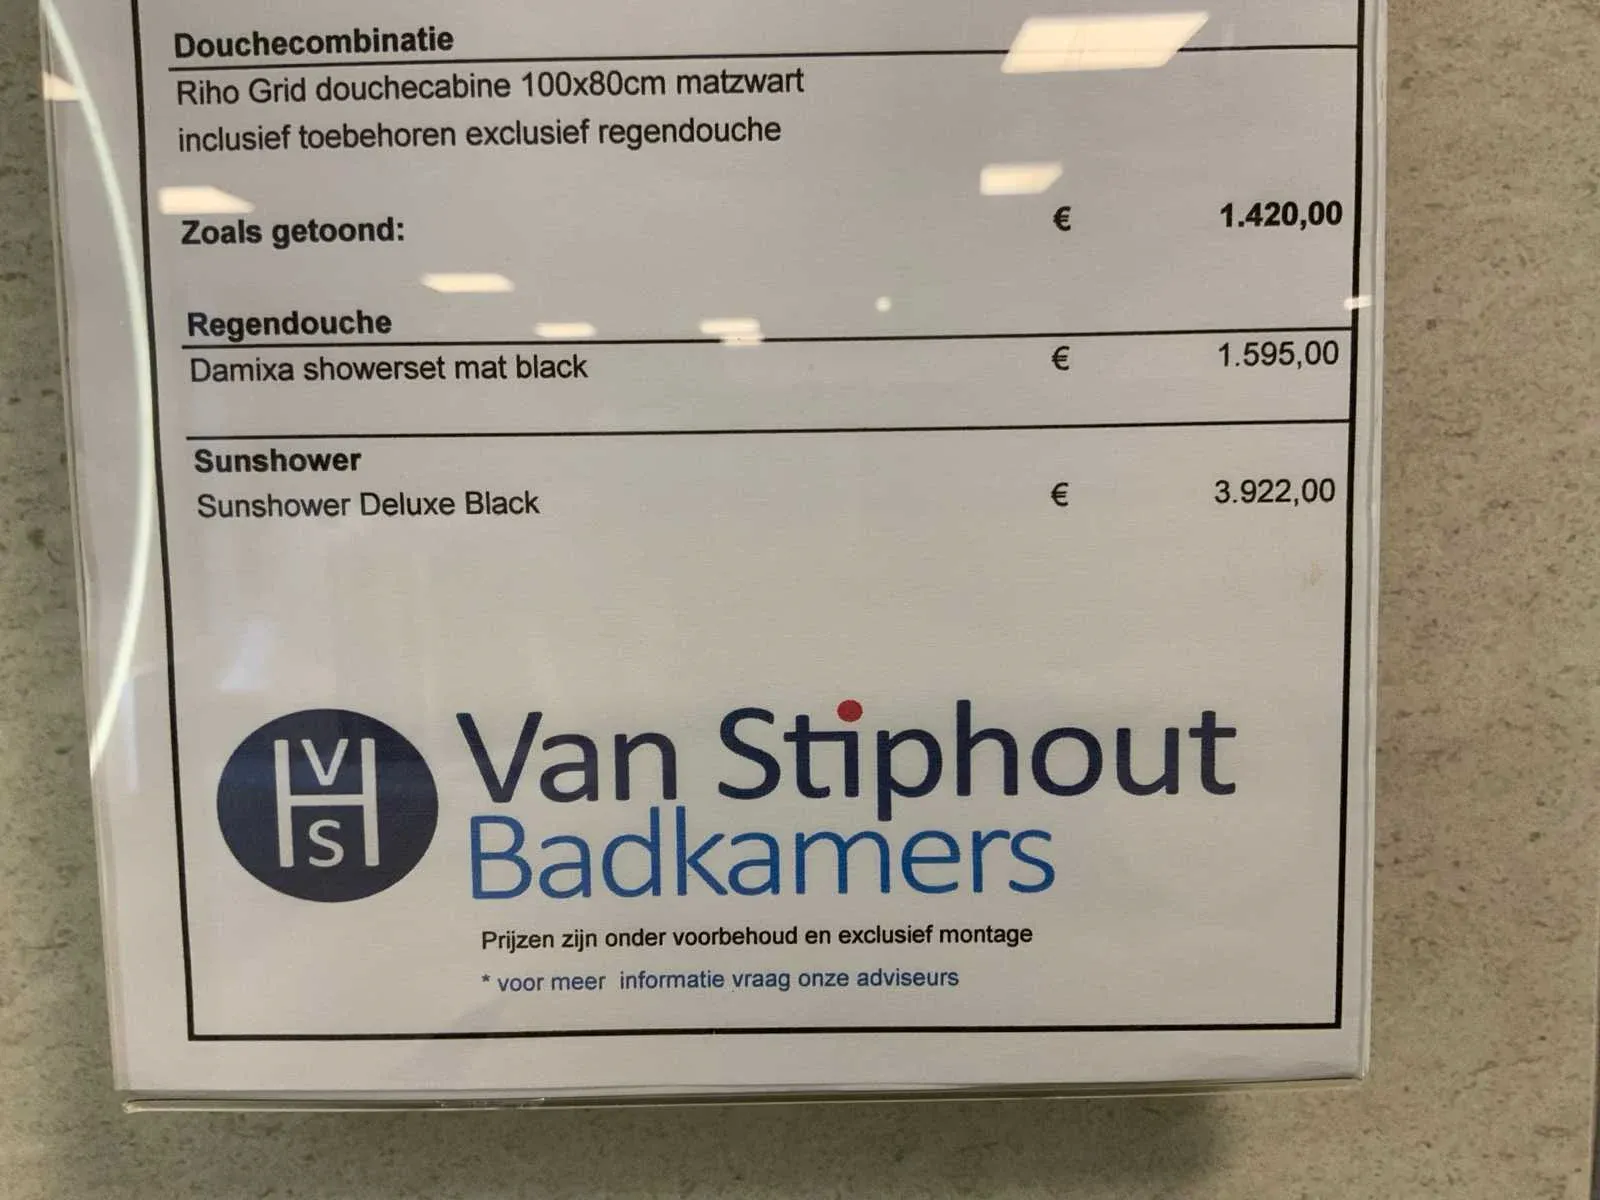 Douchecombinatie
Riho Grid douchecabine 100x80cm matzwart
inclusief toebehoren exclusief regendouche
Zoals getoond: € 1.420,00
Regendouche
Damixa showerset mat black € 1.595,00
Sunshower
Sunshower Deluxe Black € 3.922,00
VHS
Van Stiphout
Badkamers
Prijzen zijn onder voorbehoud en exclusief montage
* voor meer informatie vraag onze adviseurs